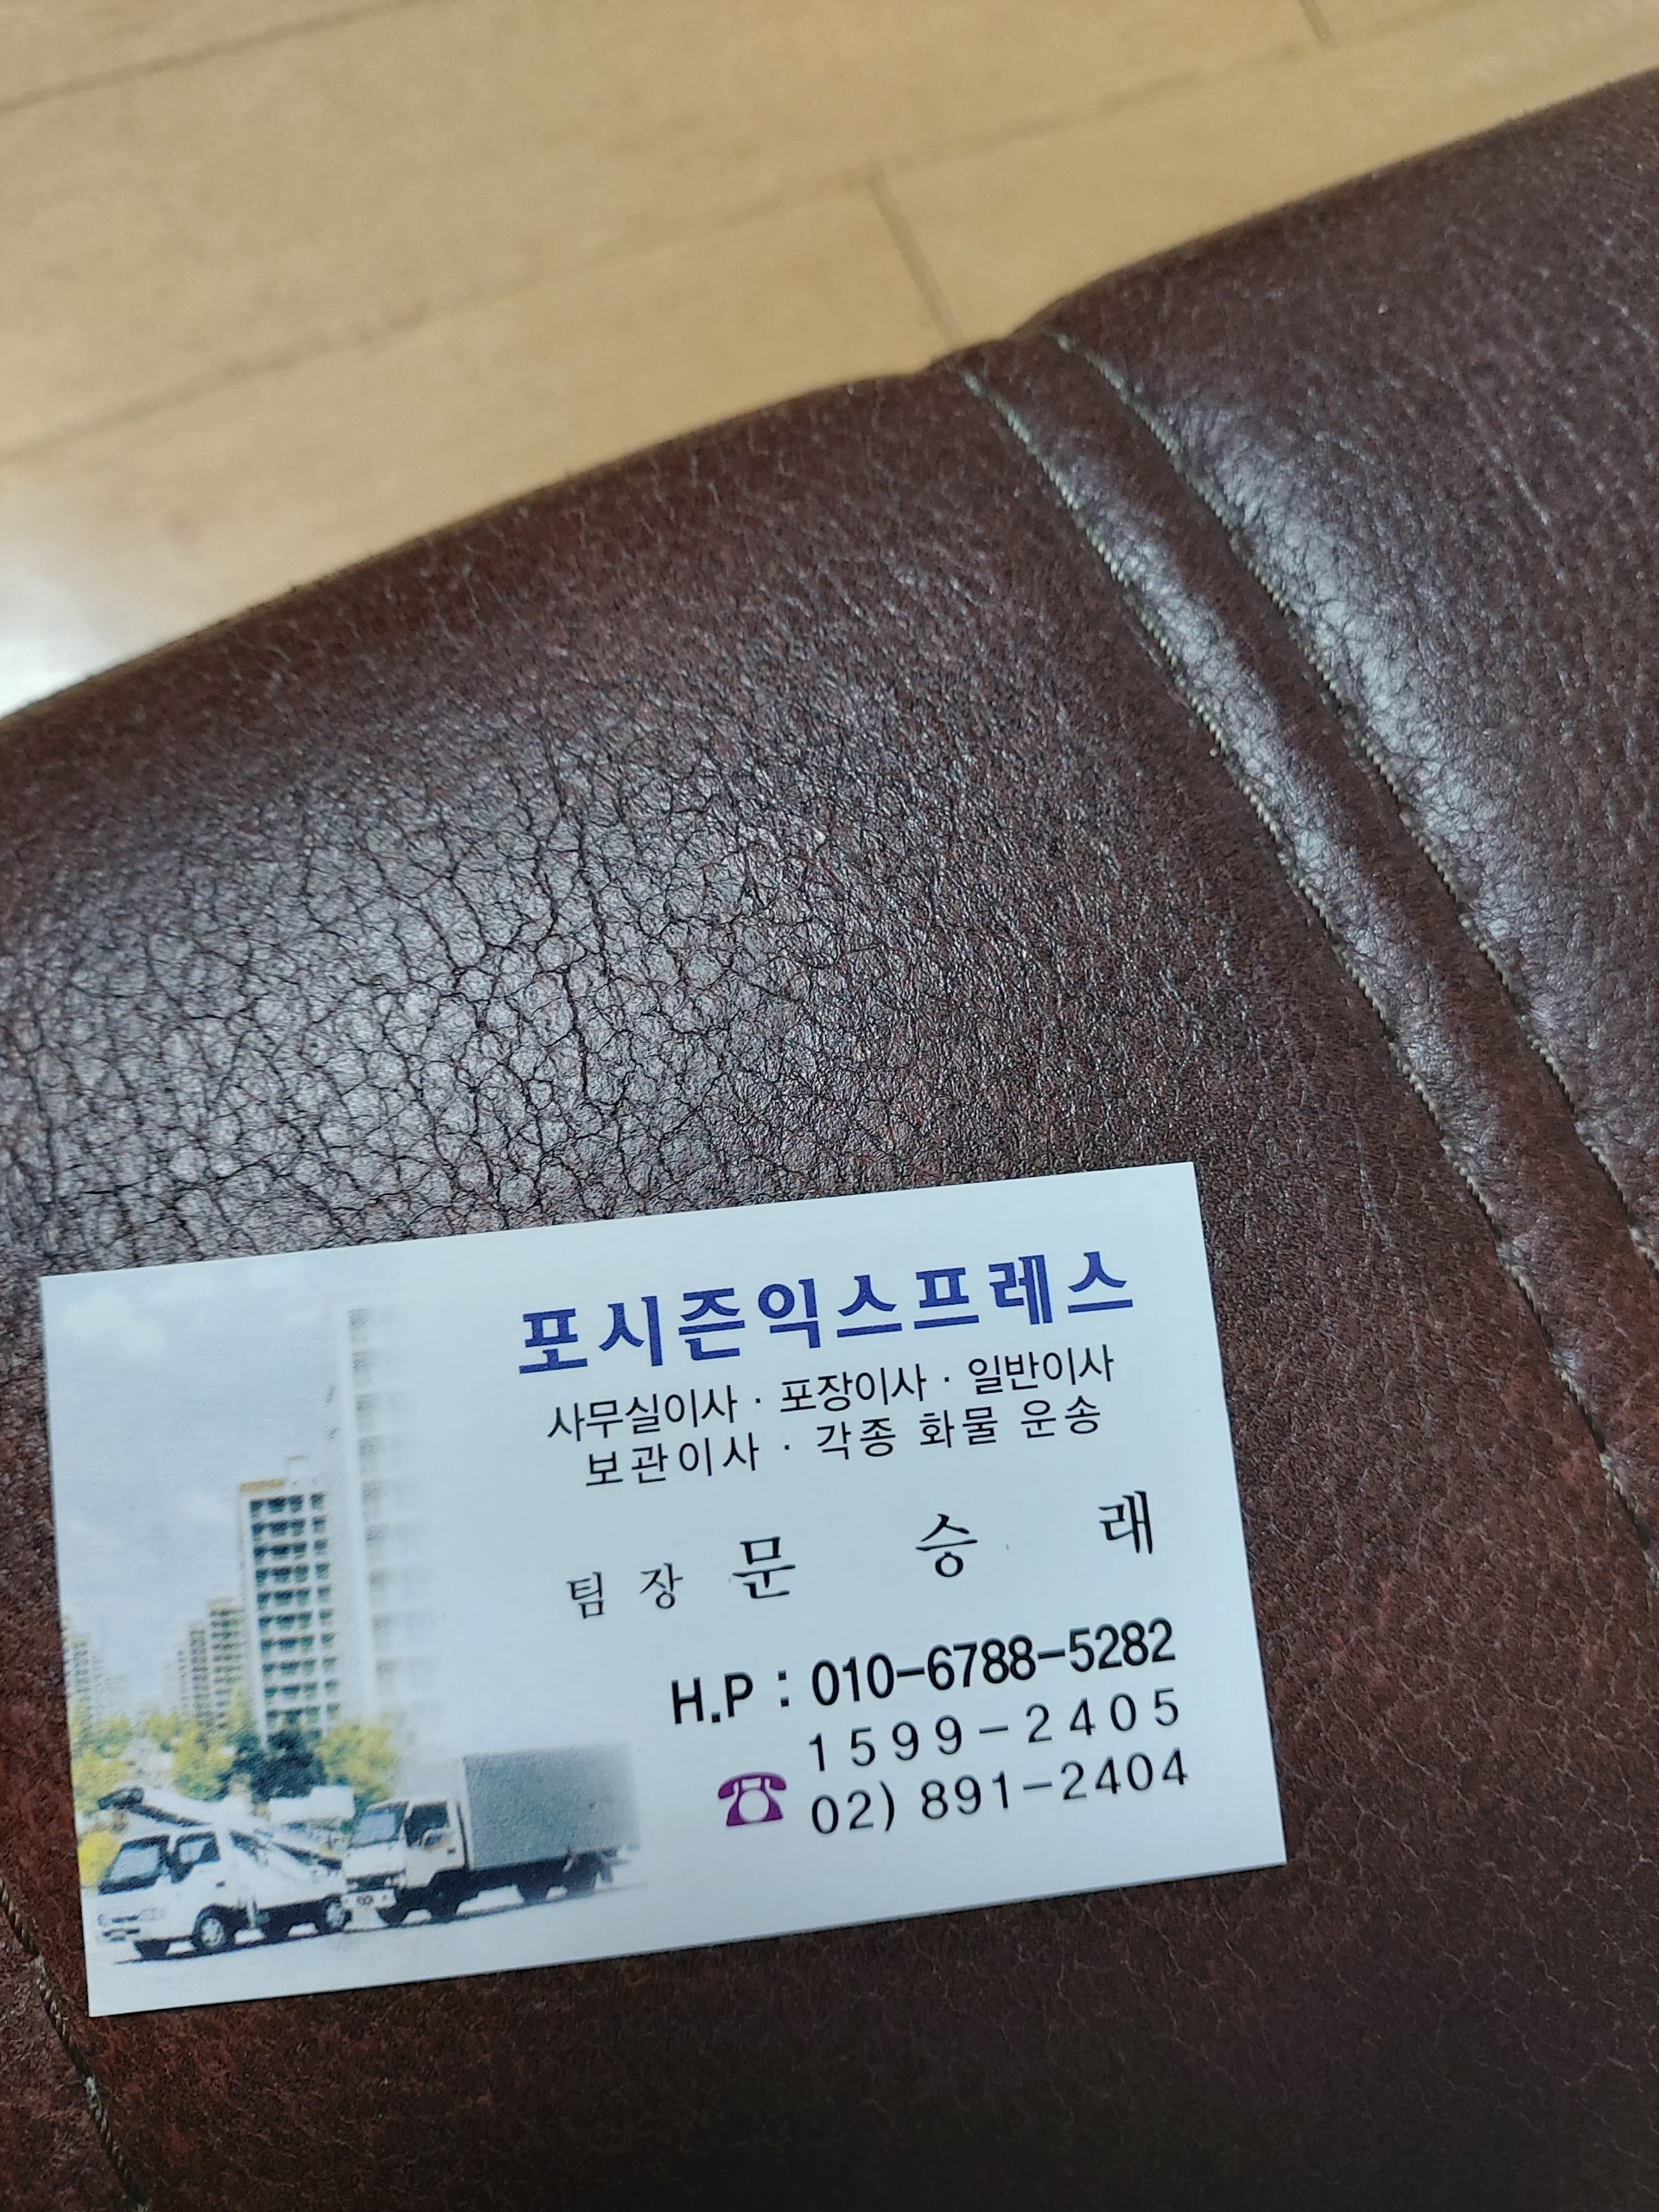 포시즌익스프레스
사무실이사 · 포장이사 · 일반이사
보관이사 · 각종 화물 운송
팀 장 문 승 래
H.P : 010-6788-5282
1599-2405
☎ 02) 891-2404